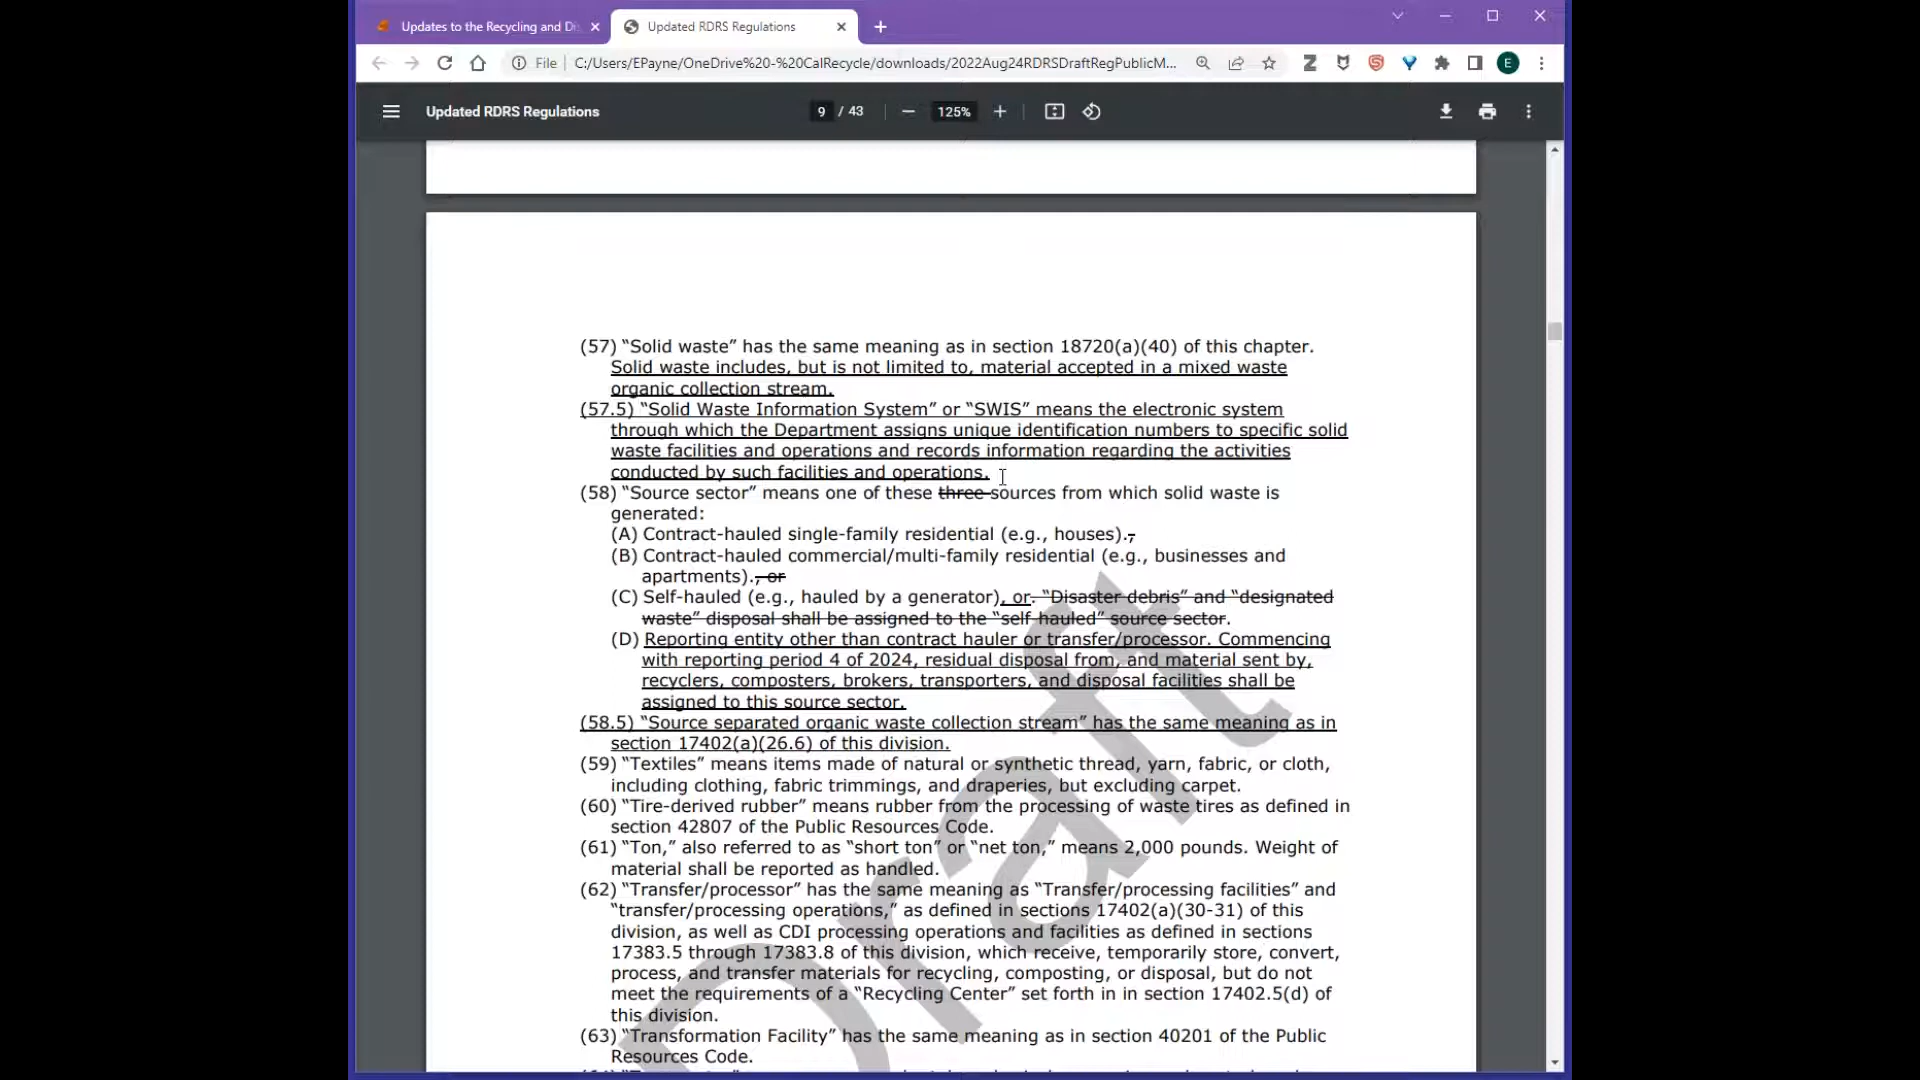 Updates to the Recycling and Di
Updated RDRS Regulations
File
C:/Users/EPayne/OneDrive%20-%20CalRecycle/downloads/2022Aug24RDRSDraftRegPublicM...
E
Updated RDRS Regulations
9 / 43
125%
(57) “Solid waste” has the same meaning as in section 18720(a)(40) of this chapter.
Solid waste includes, but is not limited to, material accepted in a mixed waste
organic collection stream.
(57.5) “Solid Waste Information System” or “SWIS” means the electronic system
through which the Department assigns unique identification numbers to specific solid
waste facilities and operations and records information regarding the activities
conducted by such facilities and operations.
(58) “Source sector” means one of these three sources from which solid waste is
generated:
(A) Contract-hauled single-family residential (e.g., houses).,
(B) Contract-hauled commercial/multi-family residential (e.g., businesses and
apartments)., or
(C) Self-hauled (e.g., hauled by a generator), or. “Disaster debris” and “designated
waste” disposal shall be assigned to the “self-hauled” source sector.
(D) Reporting entity other than contract hauler or transfer/processor. Commencing
with reporting period 4 of 2024, residual disposal from, and material sent by,
recyclers, composters, brokers, transporters, and disposal facilities shall be
assigned to this source sector.
(58.5) “Source separated organic waste collection stream” has the same meaning as in
section 17402(a)(26.6) of this division.
(59) “Textiles” means items made of natural or synthetic thread, yarn, fabric, or cloth,
including clothing, fabric trimmings, and draperies, but excluding carpet.
(60) “Tire-derived rubber” means rubber from the processing of waste tires as defined in
section 42807 of the Public Resources Code.
(61) “Ton,” also referred to as “short ton” or “net ton,” means 2,000 pounds. Weight of
material shall be reported as handled.
(62) “Transfer/processor” has the same meaning as “Transfer/processing facilities” and
“transfer/processing operations,” as defined in sections 17402(a)(30-31) of this
division, as well as CDI processing operations and facilities as defined in sections
17383.5 through 17383.8 of this division, which receive, temporarily store, convert,
process, and transfer materials for recycling, composting, or disposal, but do not
meet the requirements of a “Recycling Center” set forth in in section 17402.5(d) of
this division.
(63) “Transformation Facility” has the same meaning as in section 40201 of the Public
Resources Code.
Draft